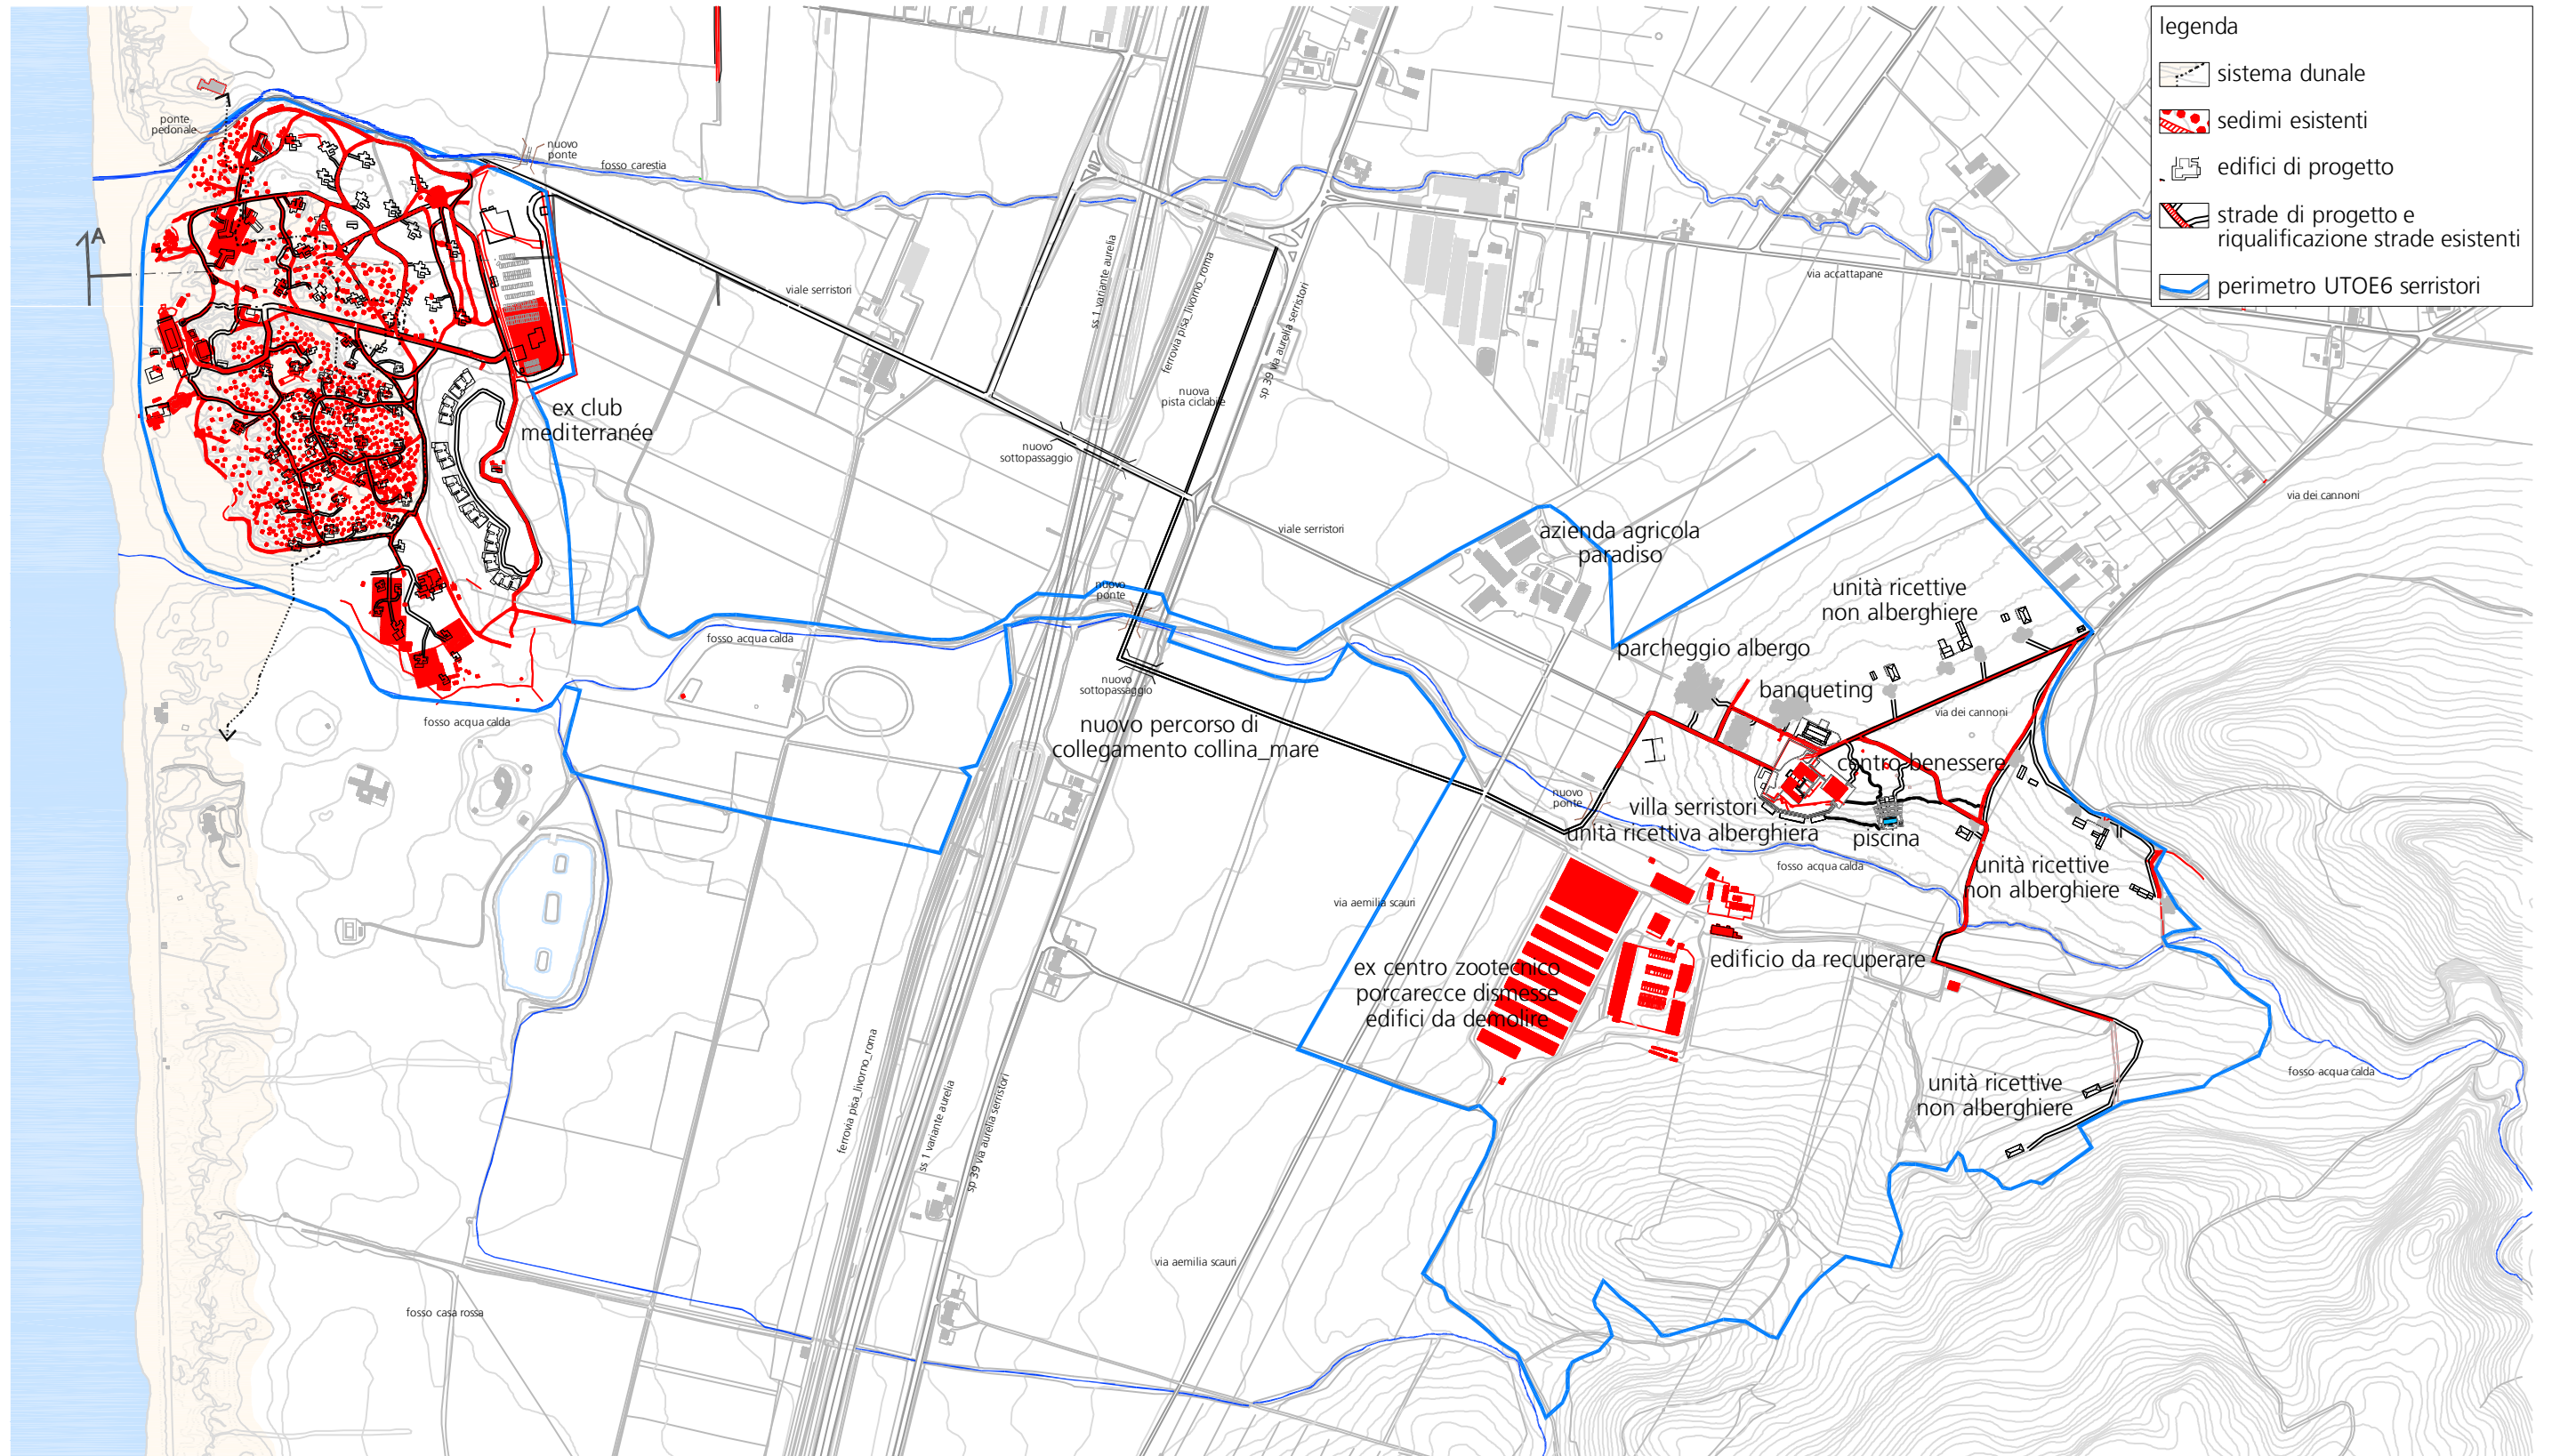 legenda
sistema dunale
sedimi esistenti
edifici di progetto
strade di progetto e
riqualificazione strade esistenti
perimetro UTOE6 serristori
ponte
pedonale
nuovo
ponte
fosso carestia
A
viale serristori
ss 1 variante aurelia
ferrovia pisa_livorno_roma
sp 39 via aurelia serristori
via accattapane
nuova
pista ciclabile
ex club
mediterranée
nuovo
sottopassaggio
via dei cannoni
viale serristori
azienda agricola
paradiso
unità ricettive
non alberghiere
nuovo
ponte
fosso acqua calda
parcheggio albergo
nuovo
sottopassaggio
banqueting
via dei cannoni
fosso acqua calda
nuovo percorso di
collegamento collina_mare
centro benessere
nuovo
ponte
villa serristori
unità ricettiva alberghiera
piscina
fosso acqua calda
unità ricettive
non alberghiere
via aemilia scauri
edificio da recuperare
ex centro zootecnico
porcarecce dismesse
edifici da demolire
ferrovia pisa_livorno_roma
ss 1 variante aurelia
sp 39 via aurelia serristori
unità ricettive
non alberghiere
fosso acqua calda
via aemilia scauri
fosso casa rossa